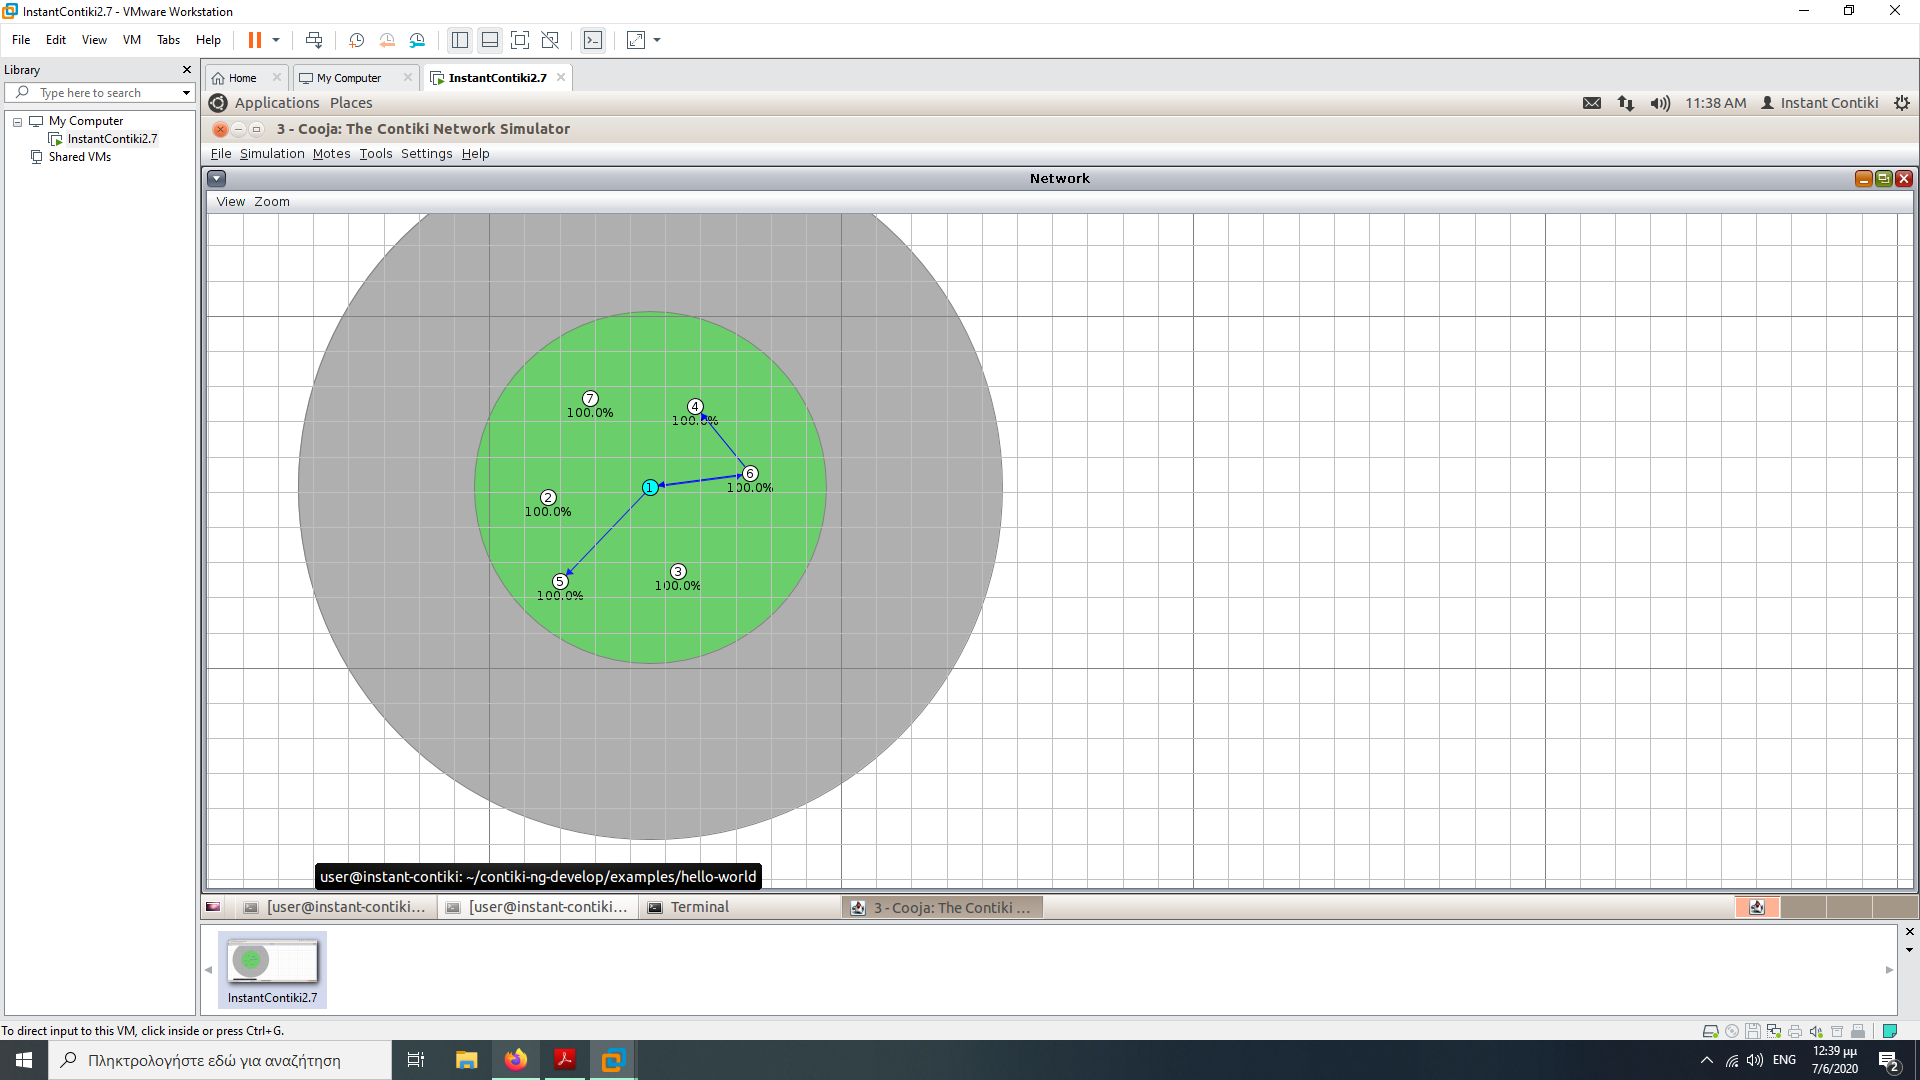 InstantContiki2.7 - VMware Workstation
File Edit View VM Tabs Help
Library
Type here to search
My Computer
InstantContiki2.7
Shared VMs
Home My Computer InstantContiki2.7
Applications Places 11:38 AM Instant Contiki
3 - Cooja: The Contiki Network Simulator
File Simulation Motes Tools Settings Help
Network
View Zoom
7
100.0%
4
100.0%
6
100.0%
1
2
100.0%
3
100.0%
5
100.0%
user@instant-contiki: ~/contiki-ng-develop/examples/hello-world
[user@instant-contiki... [user@instant-contiki... Terminal 3 - Cooja: The Contiki ...
InstantContiki2.7
To direct input to this VM, click inside or press Ctrl+G.
Πληκτρολογήστε εδώ για αναζήτηση
ENG
12:39 μμ
7/6/2020
2